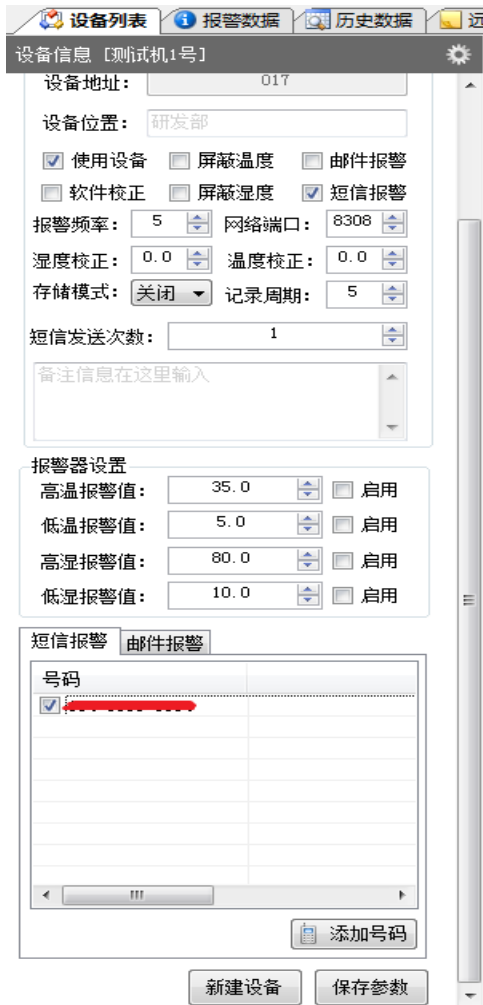 设备列表 报警数据 历史数据 远
设备信息 [测试机1号]
设备地址： 017
设备位置： 研发部
使用设备 屏蔽温度 邮件报警
软件校正 屏蔽湿度 短信报警
报警频率： 5 网络端口： 8308
湿度校正： 0.0 温度校正： 0.0
存储模式： 关闭 记录周期： 5
短信发送次数： 1
备注信息在这里输入
报警器设置
高温报警值： 35.0 启用
低温报警值： 5.0 启用
高湿报警值： 80.0 启用
低湿报警值： 10.0 启用
短信报警 邮件报警
号码
添加号码
新建设备 保存参数